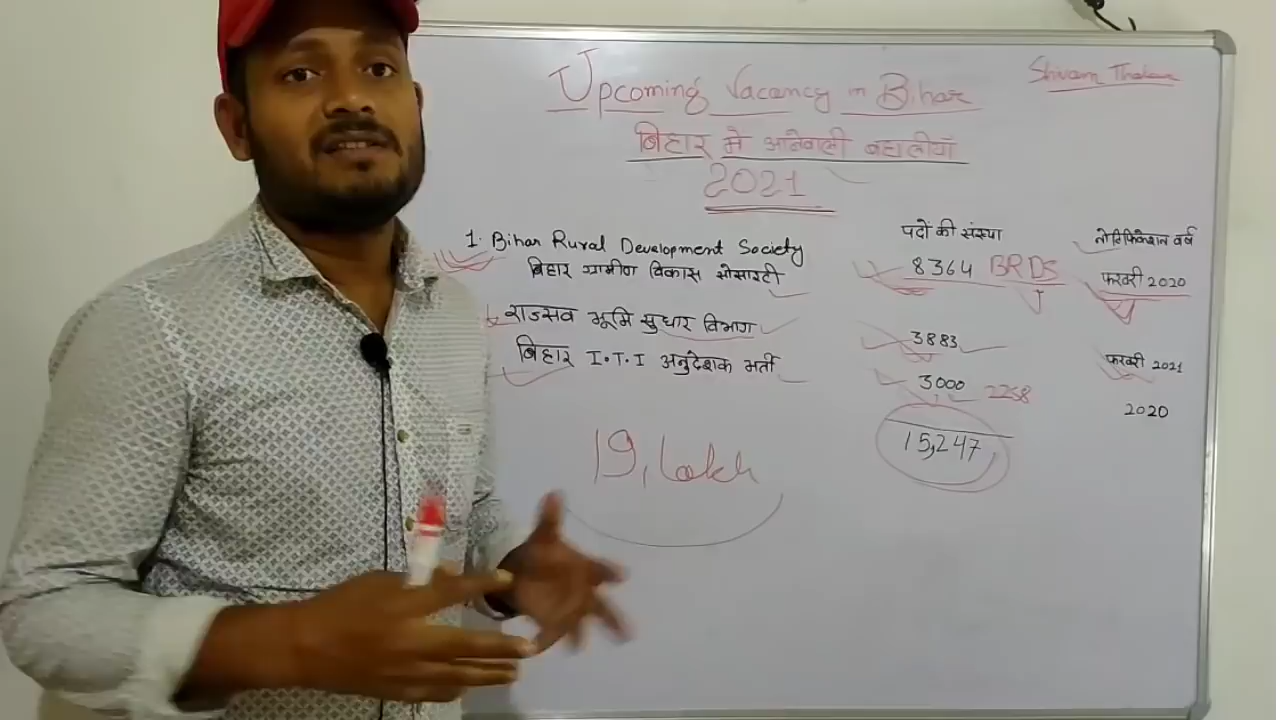 Upcoming Vacancy in Bihar
Shivam Thakur
बिहार मे आनेवाली बहालीयाँ
2021
पदों की संख्या
नोटिफिकेशन वर्ष
1. Bihar Rural Development Society
बिहार ग्रामीण विकास सोसाइटी
8364 BRDS
फरवरी 2020
राजस्व भूमि सुधार विभाग
3883
फरवरी 2021
बिहार I.T.I अनुदेशक भर्ती
3000 2258
2020
15,247
19, Lakh